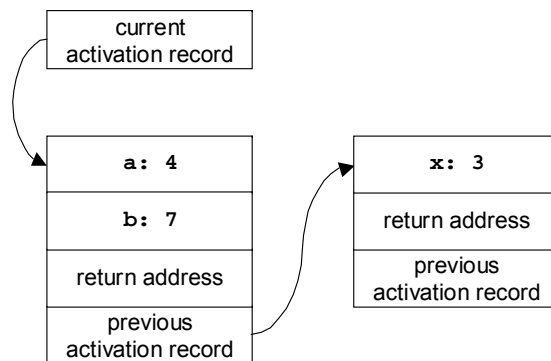 current
activation record
a: 4
b: 7
return address
previous
activation record
x: 3
return address
previous
activation record